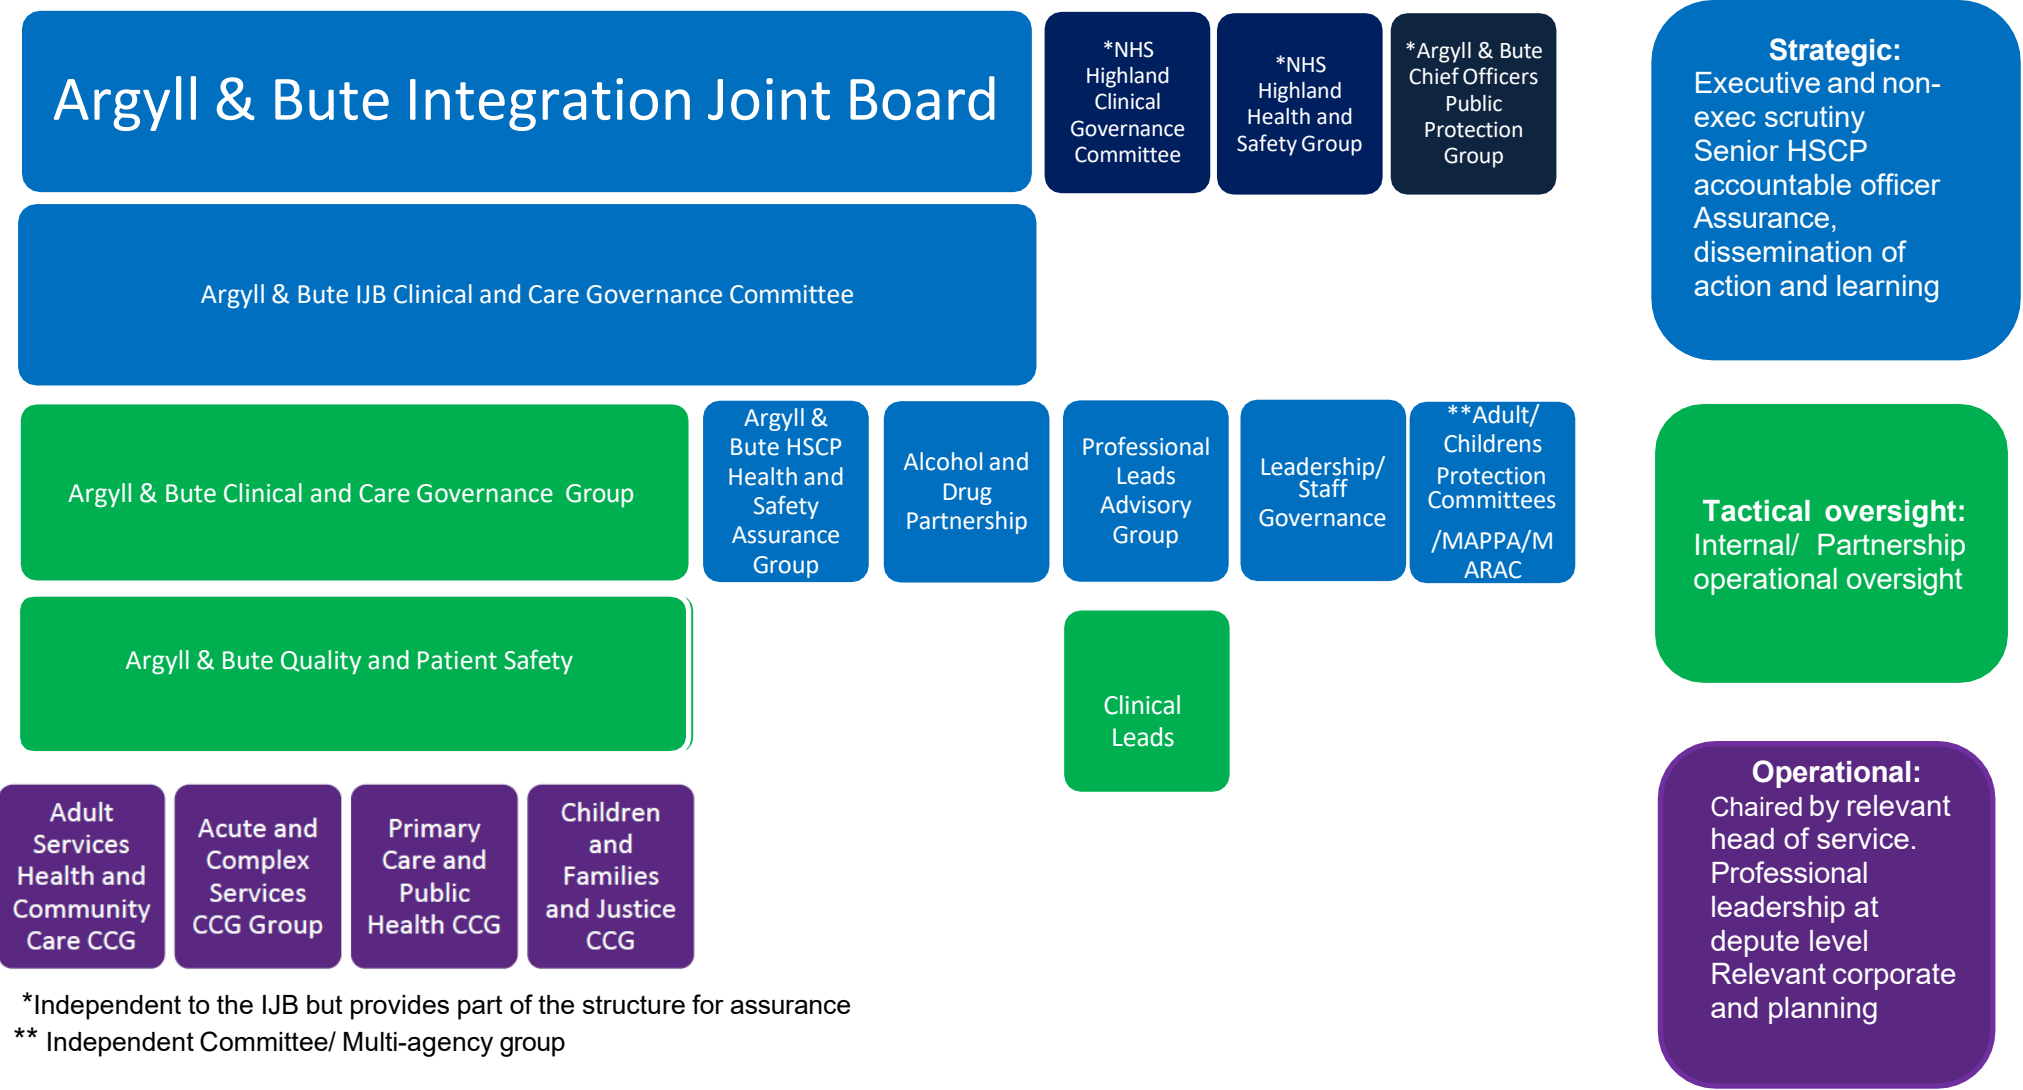 Argyll & Bute Integration Joint Board
*NHS
Highland
Clinical
Governance
Committee
*NHS
Highland
Health and
Safety Group
*Argyll & Bute
Chief Officers
Public
Protection
Group
Strategic:
Executive and non-
exec scrutiny
Senior HSCP
accountable officer
Assurance,
dissemination of
action and learning
Argyll & Bute IJB Clinical and Care Governance Committee
Argyll & Bute Clinical and Care Governance Group
Argyll &
Bute HSCP
Health and
Safety
Assurance
Group
Alcohol and
Drug
Partnership
Professional
Leads
Advisory
Group
Leadership/
Staff
Governance
**Adult/
Childrens
Protection
Committees
/MAPPA/M
ARAC
Tactical oversight:
Internal/ Partnership
operational oversight
Argyll & Bute Quality and Patient Safety
Clinical
Leads
Adult
Services
Health and
Community
Care CCG
Acute and
Complex
Services
CCG Group
Primary
Care and
Public
Health CCG
Children
and
Families
and Justice
CCG
Operational:
Chaired by relevant
head of service.
Professional
leadership at
depute level
Relevant corporate
and planning
*Independent to the IJB but provides part of the structure for assurance
** Independent Committee/ Multi-agency group